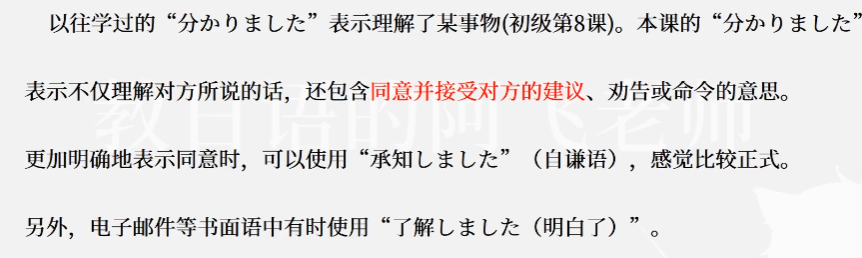 以往学过的“分かりました”表示理解了某事物(初级第8课)。本课的“分かりました”
表示不仅理解对方所说的话，还包含同意并接受对方的建议、劝告或命令的意思。
教日语的阿飞老师
更加明确地表示同意时，可以使用“承知しました”（自谦语），感觉比较正式。
另外，电子邮件等书面语中有时使用“了解しました（明白了）”。